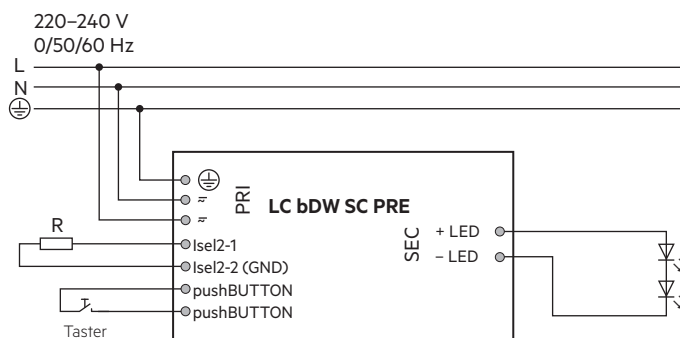 220–240 V
0/50/60 Hz
L
N
PRI
LC bDW SC PRE
R
Isel2-1
Isel2-2 (GND)
pushBUTTON
pushBUTTON
Taster
SEC
+ LED
– LED